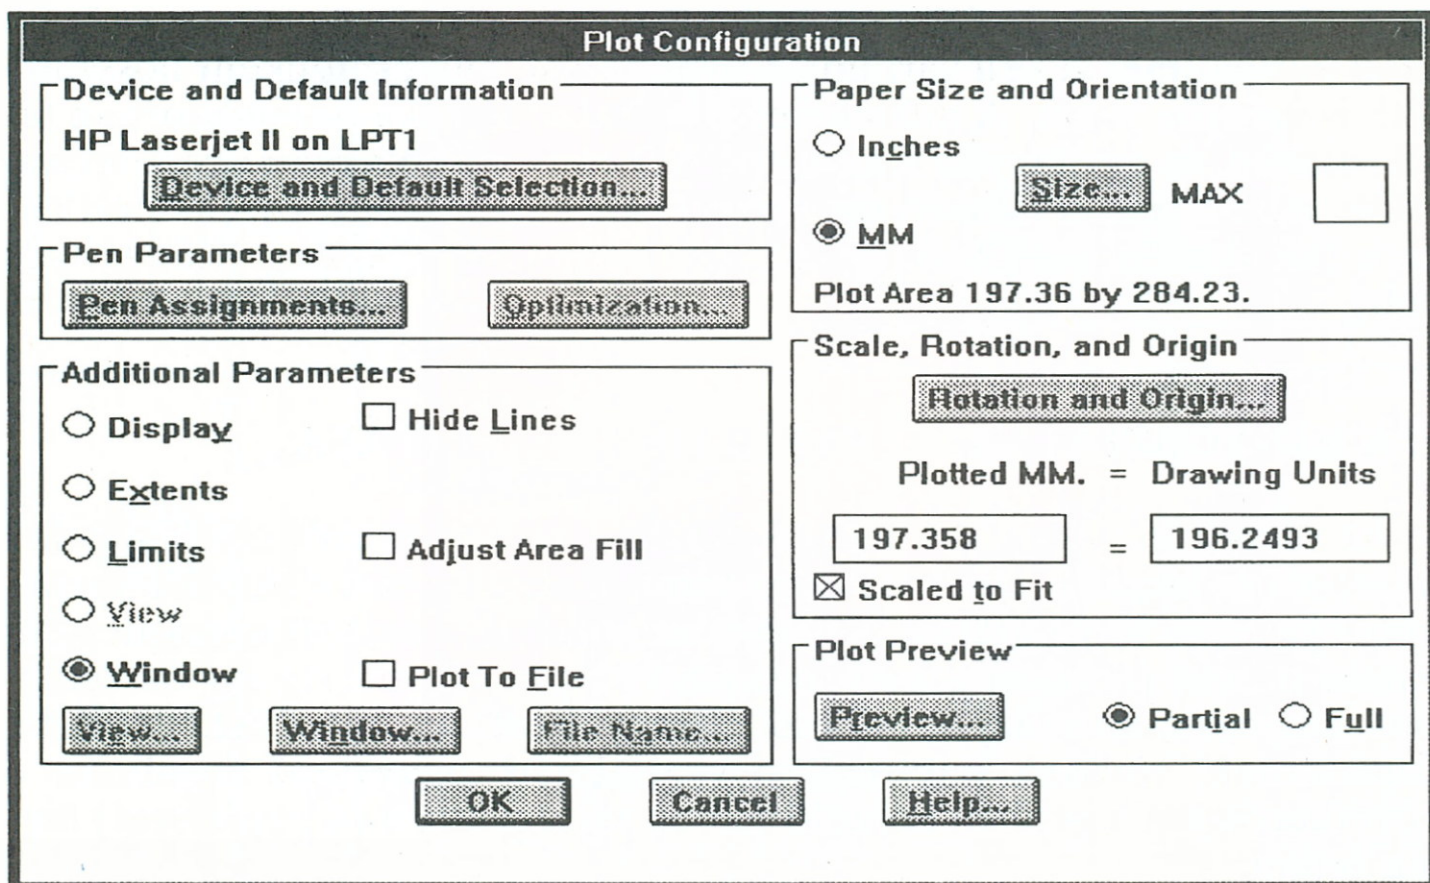 Plot Configuration
Device and Default Information
HP Laserjet II on LPT1
Device and Default Selection...
Pen Parameters
Pen Assignments... Optimization...
Additional Parameters
Display Hide Lines
Extents
Limits Adjust Area Fill
View
Window Plot To File
View... Window... File Name...
Paper Size and Orientation
Inches
Size... MAX
MM
Plot Area 197.36 by 284.23.
Scale, Rotation, and Origin
Rotation and Origin...
Plotted MM. = Drawing Units
197.358 = 196.2493
Scaled to Fit
Plot Preview
Preview... Partial Full
OK Cancel Help...